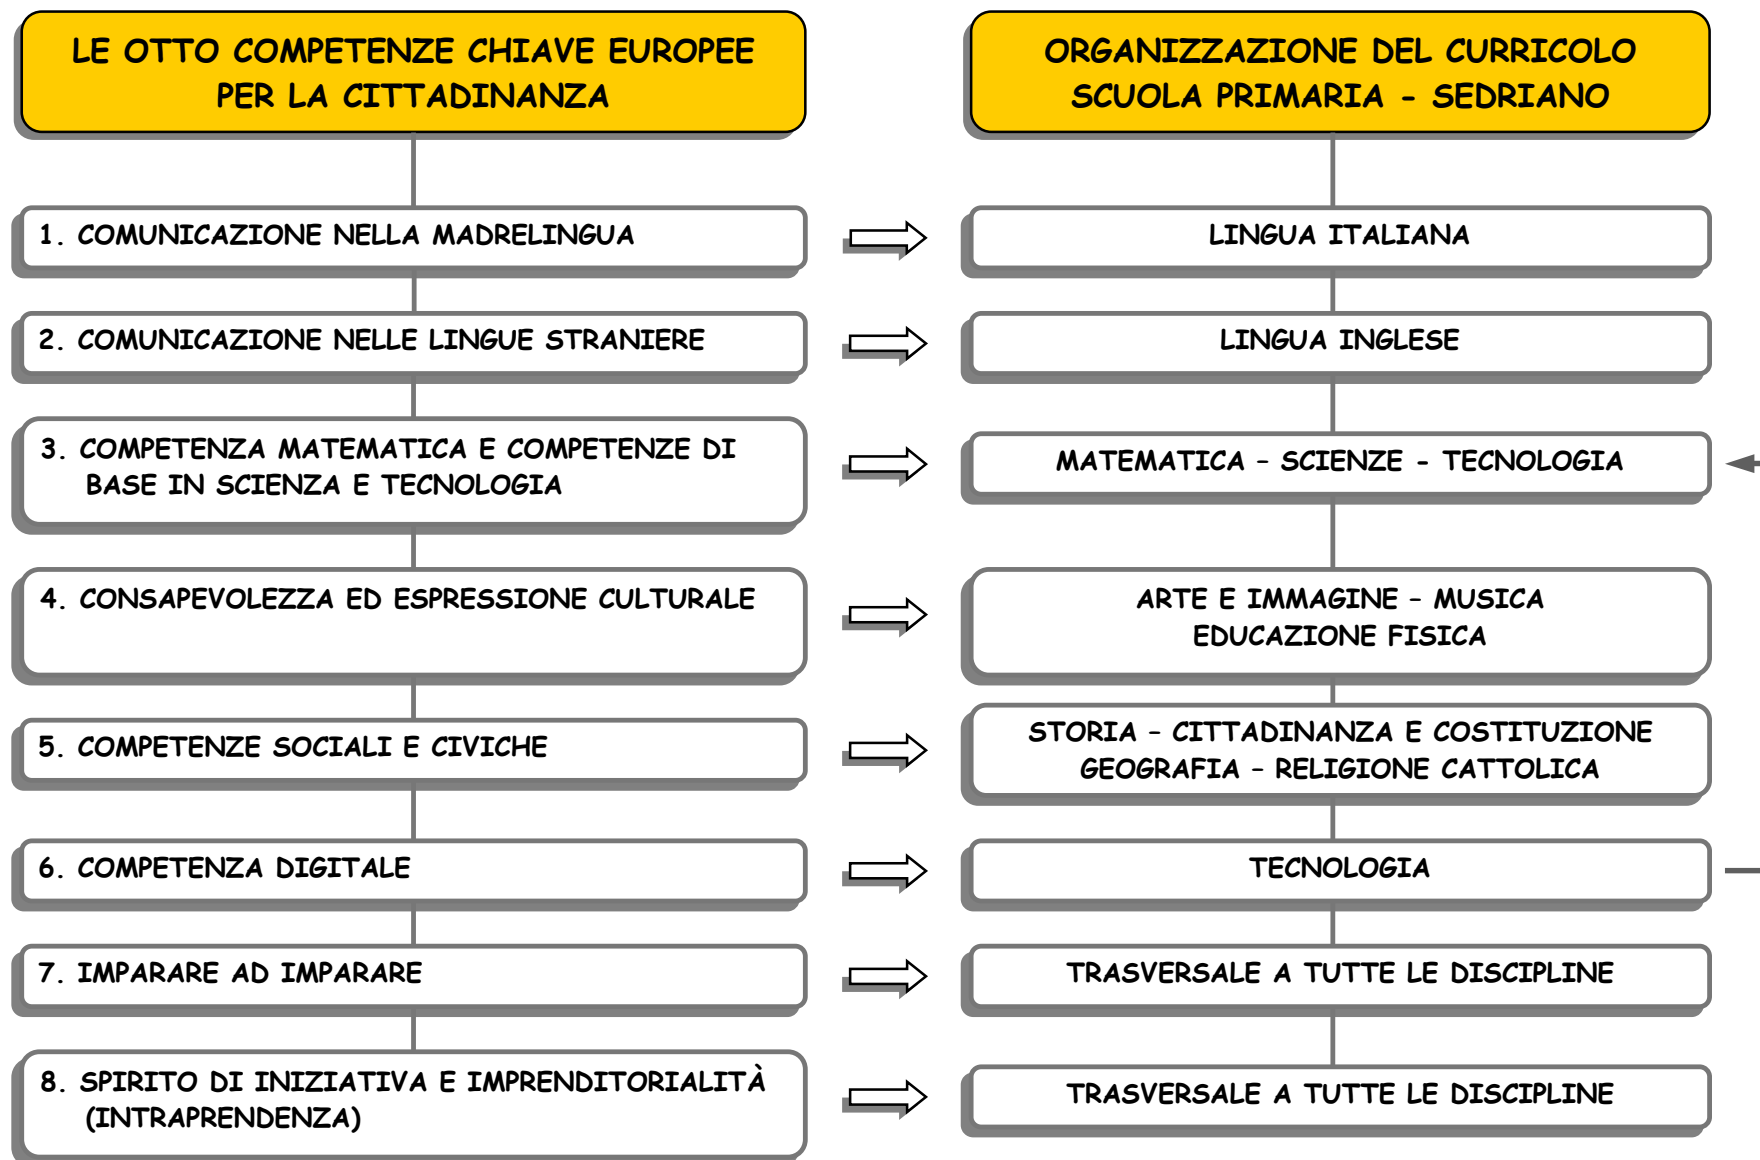 LE OTTO COMPETENZE CHIAVE EUROPEE
PER LA CITTADINANZA
ORGANIZZAZIONE DEL CURRICOLO
SCUOLA PRIMARIA - SEDRIANO
1. COMUNICAZIONE NELLA MADRELINGUA
LINGUA ITALIANA
2. COMUNICAZIONE NELLE LINGUE STRANIERE
LINGUA INGLESE
3. COMPETENZA MATEMATICA E COMPETENZE DI
BASE IN SCIENZA E TECNOLOGIA
MATEMATICA – SCIENZE - TECNOLOGIA
4. CONSAPEVOLEZZA ED ESPRESSIONE CULTURALE
ARTE E IMMAGINE – MUSICA
EDUCAZIONE FISICA
5. COMPETENZE SOCIALI E CIVICHE
STORIA – CITTADINANZA E COSTITUZIONE
GEOGRAFIA – RELIGIONE CATTOLICA
6. COMPETENZA DIGITALE
TECNOLOGIA
7. IMPARARE AD IMPARARE
TRASVERSALE A TUTTE LE DISCIPLINE
8. SPIRITO DI INIZIATIVA E IMPRENDITORIALITÀ
(INTRAPRENDENZA)
TRASVERSALE A TUTTE LE DISCIPLINE